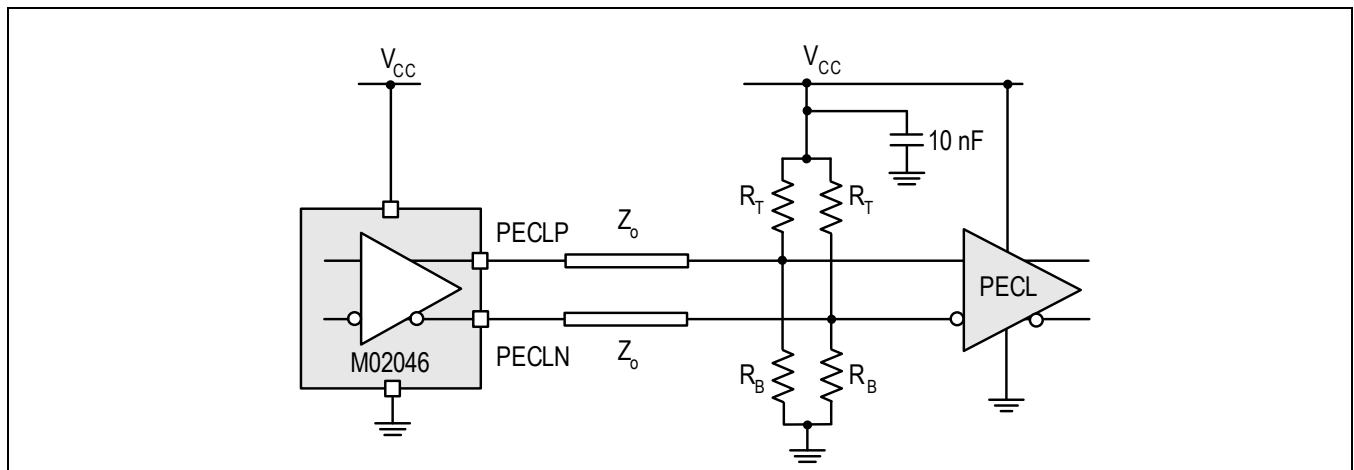 V_CC
V_CC
10 nF
R_T
R_T
PECLP
Z_o
PECL
PECLN
Z_o
M02046
R_B
R_B